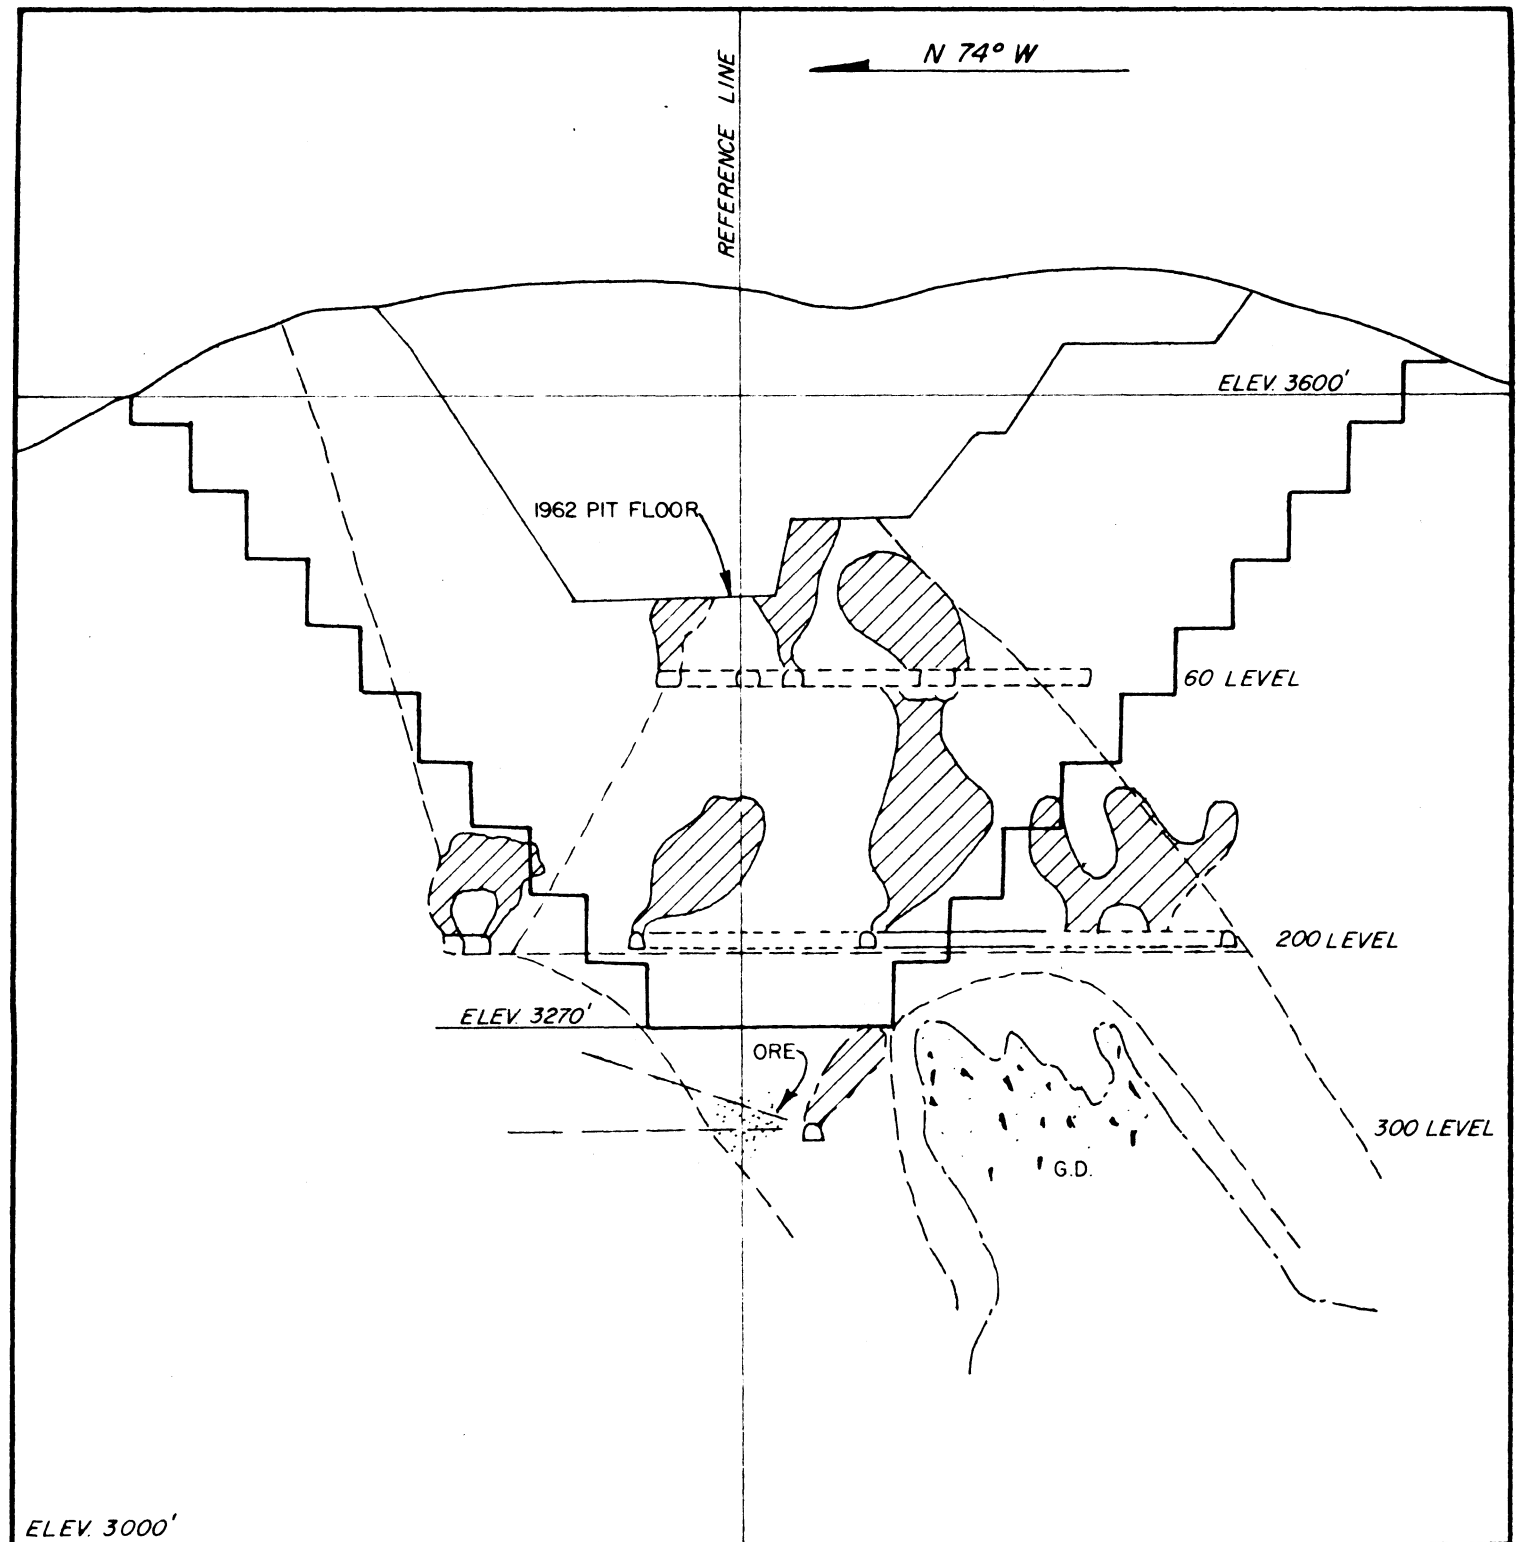 N 74° W
REFERENCE LINE
ELEV. 3600'
1962 PIT FLOOR
60 LEVEL
200 LEVEL
ELEV. 3270'
ORE
300 LEVEL
G.D.
ELEV. 3000'